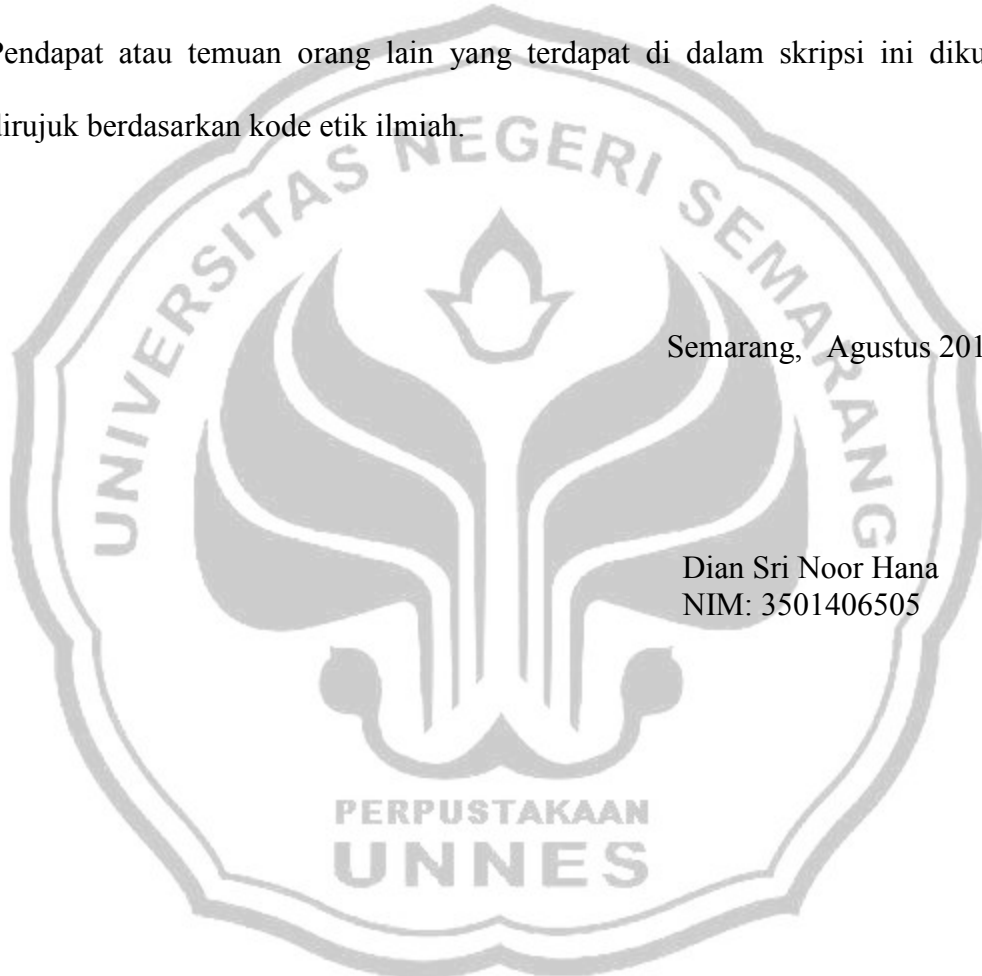 Pendapat atau temuan orang lain yang terdapat di dalam skripsi ini diku
dirujuk berdasarkan kode etik ilmiah.
UNIVERSITAS NEGERI SEMARANG
Semarang, Agustus 201
Dian Sri Noor Hana
NIM: 3501406505
PERPUSTAKAAN
UNNES